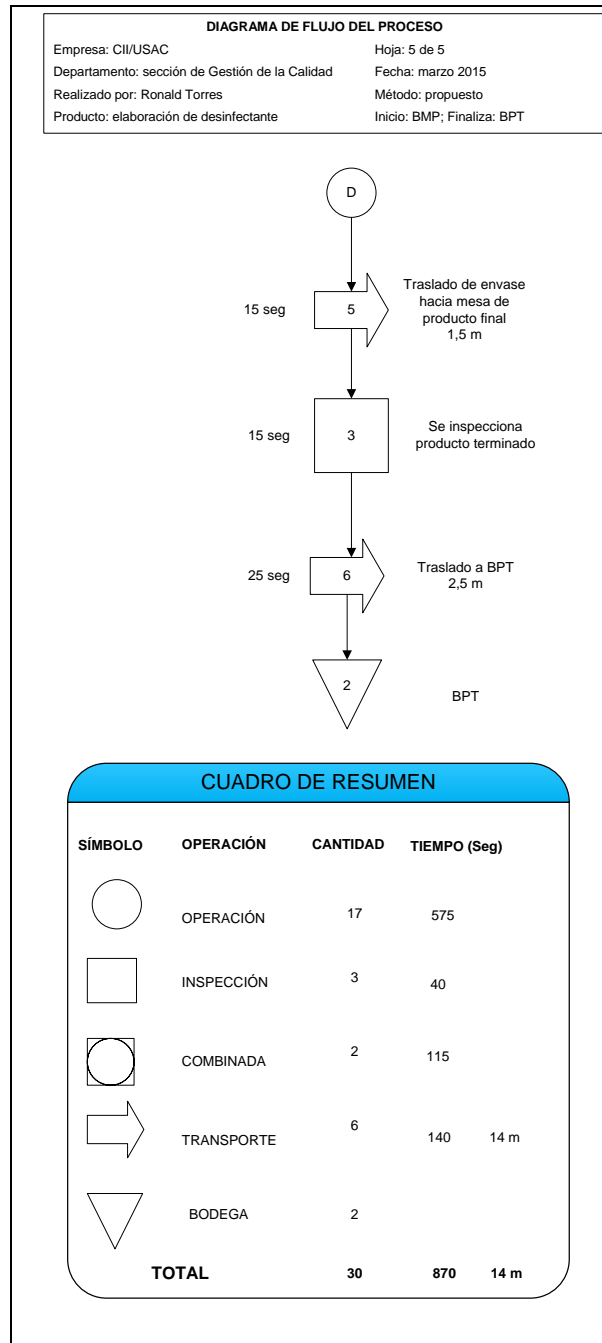 DIAGRAMA DE FLUJO DEL PROCESO
Empresa: CII/USAC Hoja: 5 de 5
Departamento: sección de Gestión de la Calidad Fecha: marzo 2015
Realizado por: Ronald Torres Método: propuesto
Producto: elaboración de desinfectante Inicio: BMP; Finaliza: BPT
D
15 seg
5
Traslado de envase
hacia mesa de
producto final
1,5 m
15 seg
3
Se inspecciona
producto terminado
25 seg
6
Traslado a BPT
2,5 m
2
BPT
CUADRO DE RESUMEN
SÍMBOLO OPERACIÓN CANTIDAD TIEMPO (Seg)
OPERACIÓN 17 575
INSPECCIÓN 3 40
COMBINADA 2 115
TRANSPORTE 6 140 14 m
BODEGA 2
TOTAL 30 870 14 m